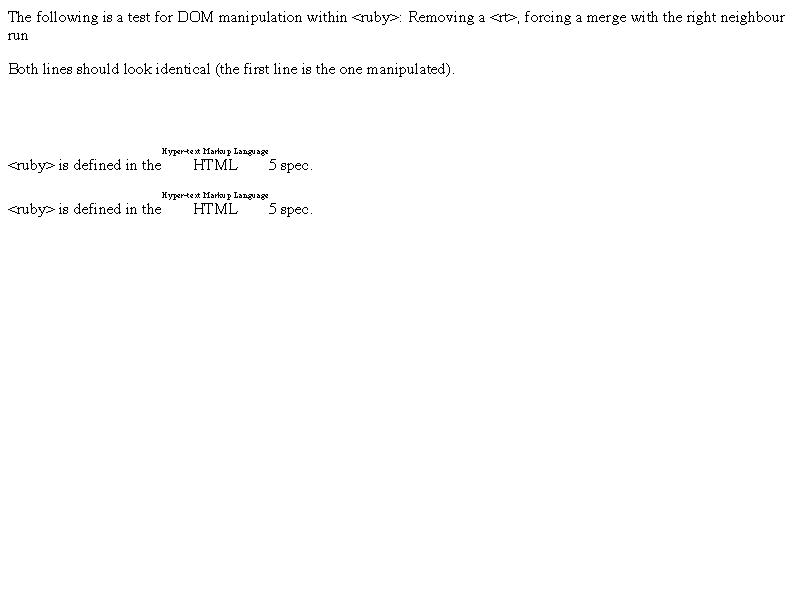 The following is a test for DOM manipulation within <ruby>: Removing a <rt>, forcing a merge with the right neighbour
run
Both lines should look identical (the first line is the one manipulated).
Hyper-text Markup Language
<ruby> is defined in the HTML 5 spec.
Hyper-text Markup Language
<ruby> is defined in the HTML 5 spec.